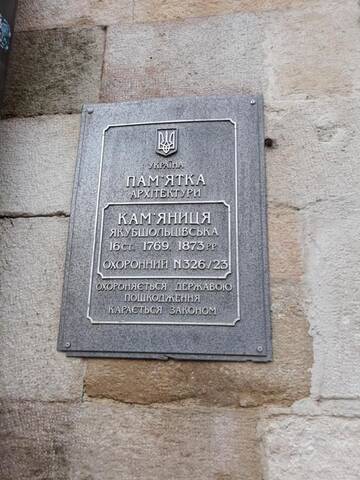 УКРАЇНА
ПАМ'ЯТКА
АРХІТЕКТУРИ
КАМ'ЯНИЦЯ
ЯКУБШОЛЬЦІВСЬКА
16 СТ. 1769. 1873 РР
ОХОРОННИЙ N326/23
ОХОРОНЯЄТЬСЯ ДЕРЖАВОЮ
ПОШКОДЖЕННЯ
КАРАЄТЬСЯ ЗАКОНОМ